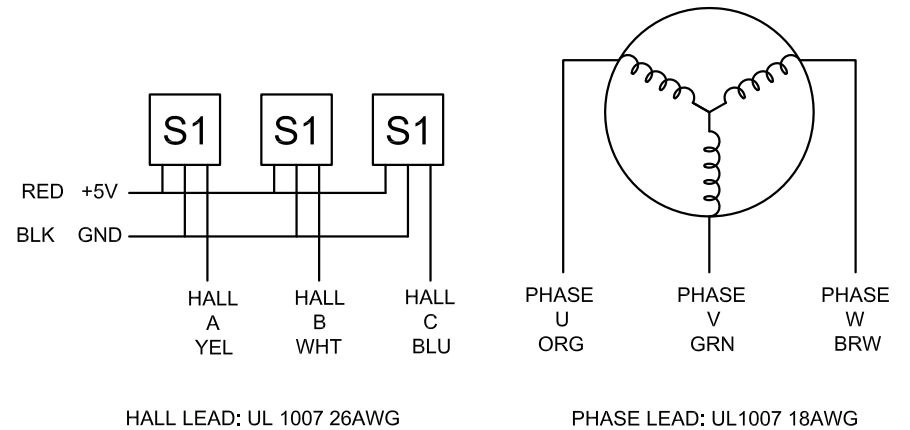 S1 S1 S1
RED +5V
BLK GND
HALL A YEL
HALL B WHT
HALL C BLU
HALL LEAD: UL 1007 26AWG
PHASE U ORG
PHASE V GRN
PHASE W BRW
PHASE LEAD: UL1007 18AWG